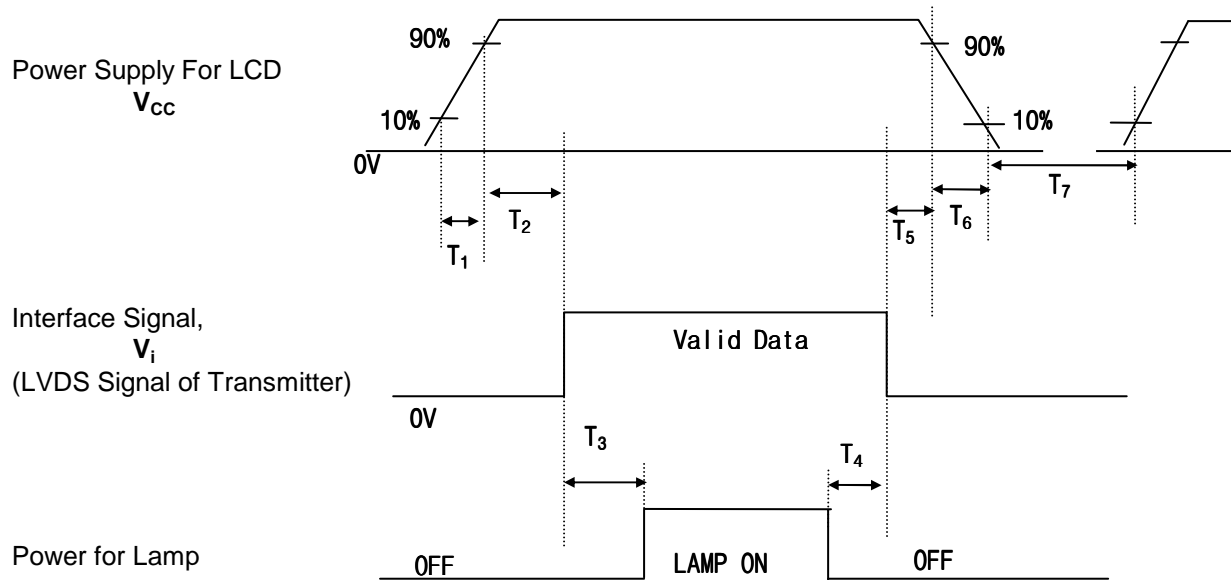 90%
90%
Power Supply For LCD
VCC
10%
10%
0V
T7
T2
T5
T6
T1
Interface Signal,
Vi
(LVDS Signal of Transmitter)
Valid Data
0V
T3
T4
Power for Lamp
OFF
LAMP ON
OFF